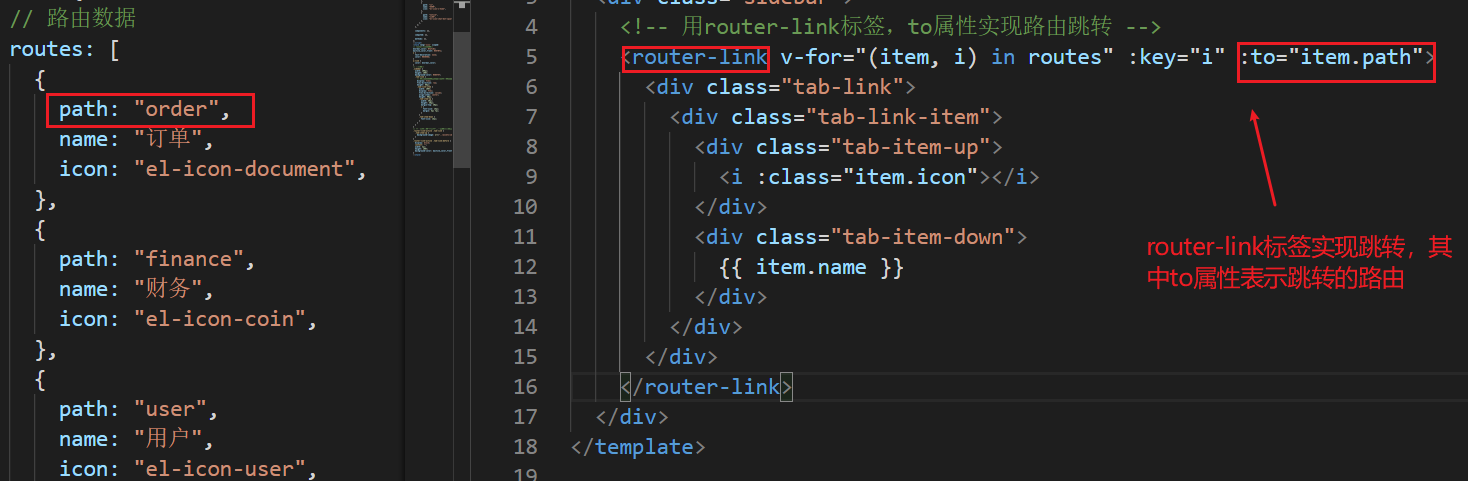 // 路由数据
routes: [
{
path: "order",
name: "订单",
icon: "el-icon-document",
},
{
path: "finance",
name: "财务",
icon: "el-icon-coin",
},
{
path: "user",
name: "用户",
icon: "el-icon-user",
4 <!-- 用router-link标签，to属性实现路由跳转 -->
5 <router-link v-for="(item, i) in routes" :key="i" :to="item.path">
6 <div class="tab-link">
7 <div class="tab-link-item">
8 <div class="tab-item-up">
9 <i :class="item.icon"></i>
10 </div>
11 <div class="tab-item-down">
12 {{ item.name }}
13 </div>
14 </div>
15 </div>
16 </router-link>
17 </div>
18 </template>
19
router-link标签实现跳转，其
中to属性表示跳转的路由